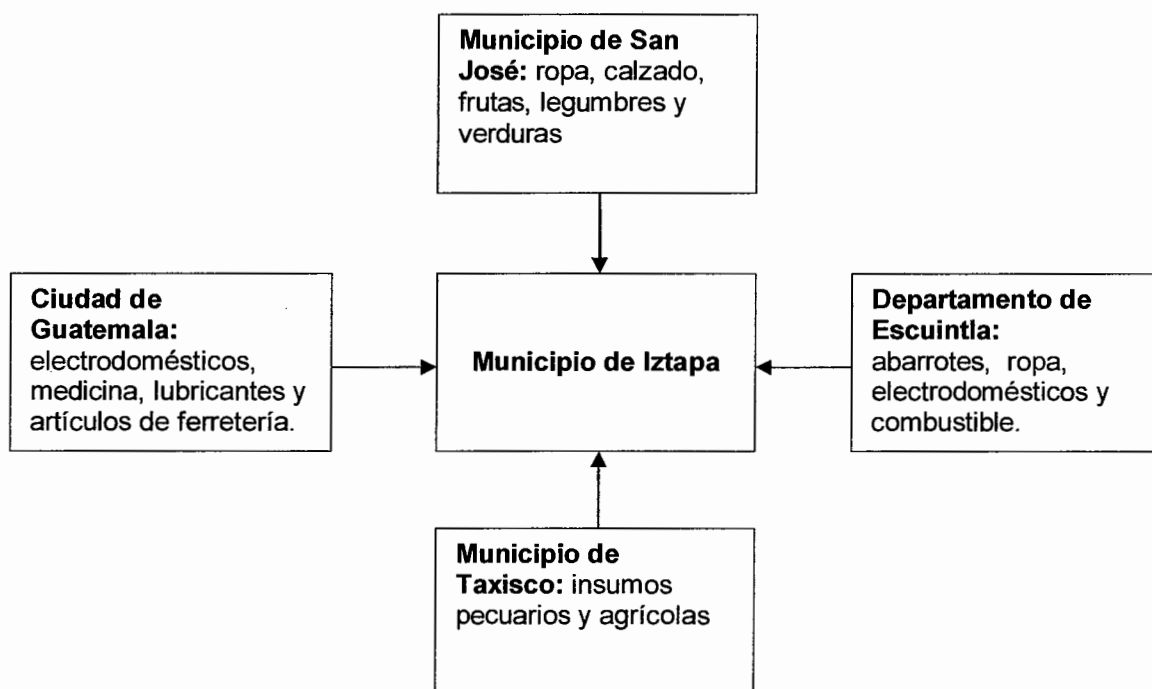 Municipio de San
José: ropa, calzado,
frutas, legumbres y
verduras
Ciudad de
Guatemala:
electrodomésticos,
medicina, lubricantes y
artículos de ferretería.
Municipio de Iztapa
Departamento de
Escuintla:
abarrotes, ropa,
electrodomésticos y
combustible.
Municipio de
Taxisco: insumos
pecuarios y agrícolas